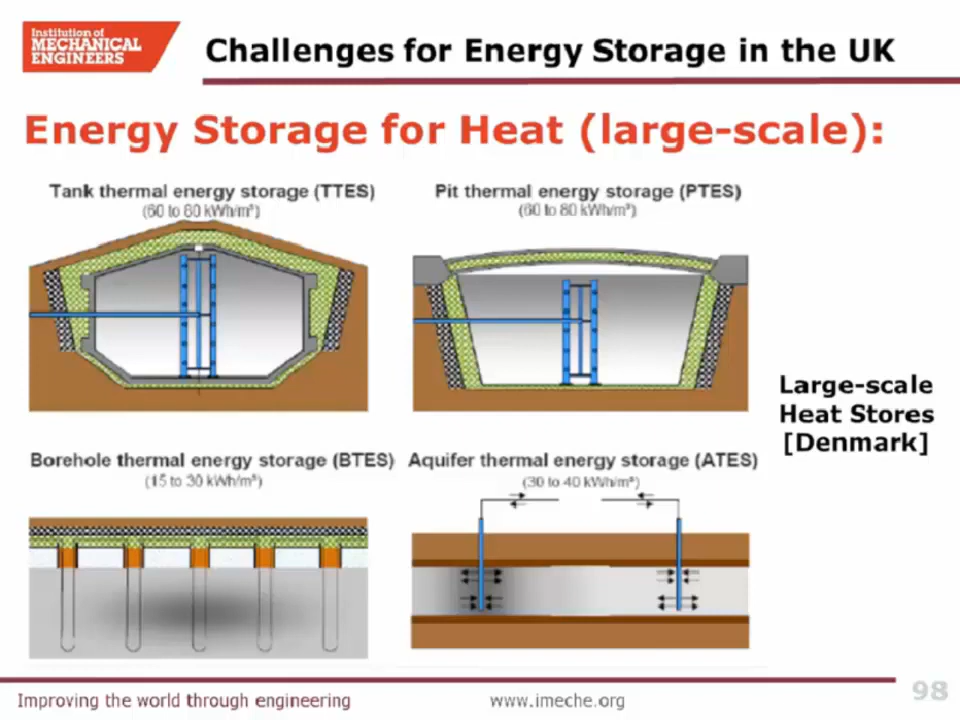 Institution of
MECHANICAL
ENGINEERS
Challenges for Energy Storage in the UK
Energy Storage for Heat (large-scale):
Tank thermal energy storage (TTES)
(60 to 80 kWh/m³)
Pit thermal energy storage (PTES)
(60 to 80 kWh/m³)
Large-scale
Heat Stores
[Denmark]
Borehole thermal energy storage (BTES)
(15 to 30 kWh/m³)
Aquifer thermal energy storage (ATES)
(30 to 40 kWh/m³)
Improving the world through engineering
www.imeche.org
98